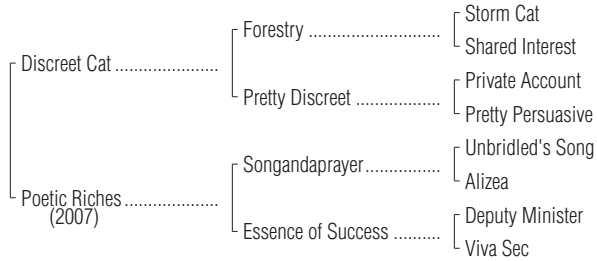 Storm Cat
Forestry ............................
Shared Interest
Discreet Cat ......................
Private Account
Pretty Discreet ..................
Pretty Persuasive
Unbridled's Song
Songandaprayer................
Alizea
Poetic Riches....................
(2007)
Deputy Minister
Essence of Success ..........
Viva Sec